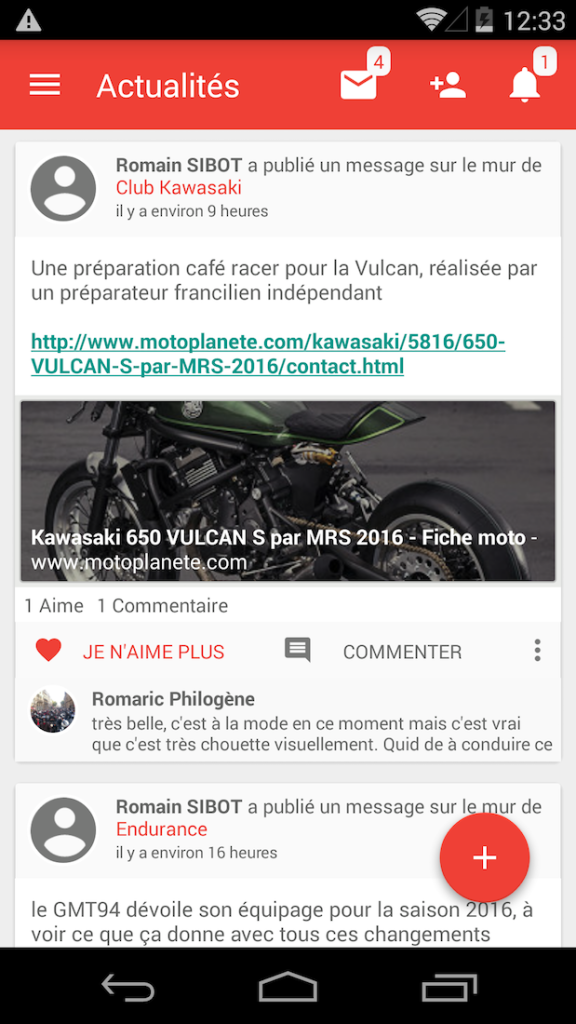 12:33
Actualités
4
1
Romain SIBOT a publié un message sur le mur de
Club Kawasaki
il y a environ 9 heures
Une préparation café racer pour la Vulcan, réalisée par
un préparateur francilien indépendant
http://www.motoplanete.com/kawasaki/5816/650-
VULCAN-S-par-MRS-2016/contact.html
Kawasaki 650 VULCAN S par MRS 2016 - Fiche moto -
www.motoplanete.com
1 Aime 1 Commentaire
JE N'AIME PLUS
COMMENTER
Romaric Philogène
très belle, c'est à la mode en ce moment mais c'est vrai
que c'est très chouette visuellement. Quid de à conduire ce
Romain SIBOT a publié un message sur le mur de
Endurance
il y a environ 16 heures
le GMT94 dévoile son équipage pour la saison 2016, à
voir ce que ça donne avec tous ces changements